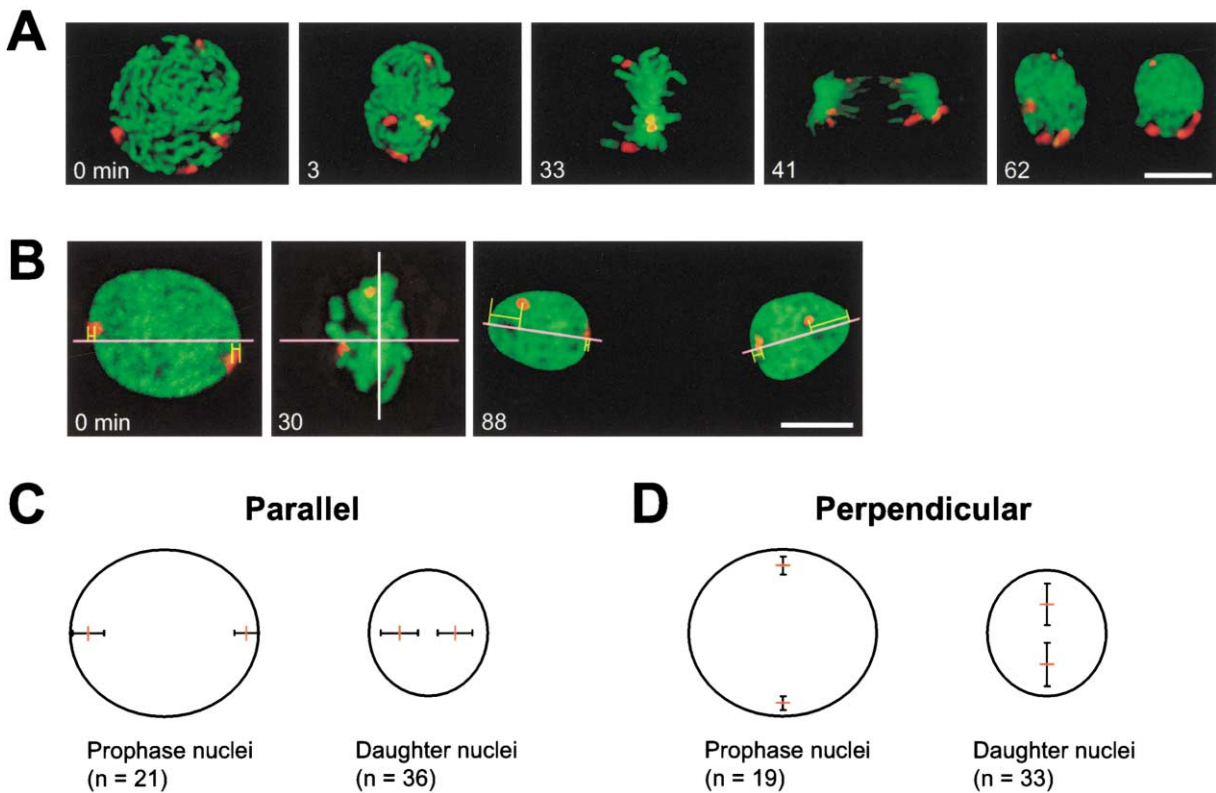 A
0 min
3
33
41
62
B
0 min
30
88
C
Parallel
D
Perpendicular
Prophase nuclei
(n = 21)
Daughter nuclei
(n = 36)
Prophase nuclei
(n = 19)
Daughter nuclei
(n = 33)